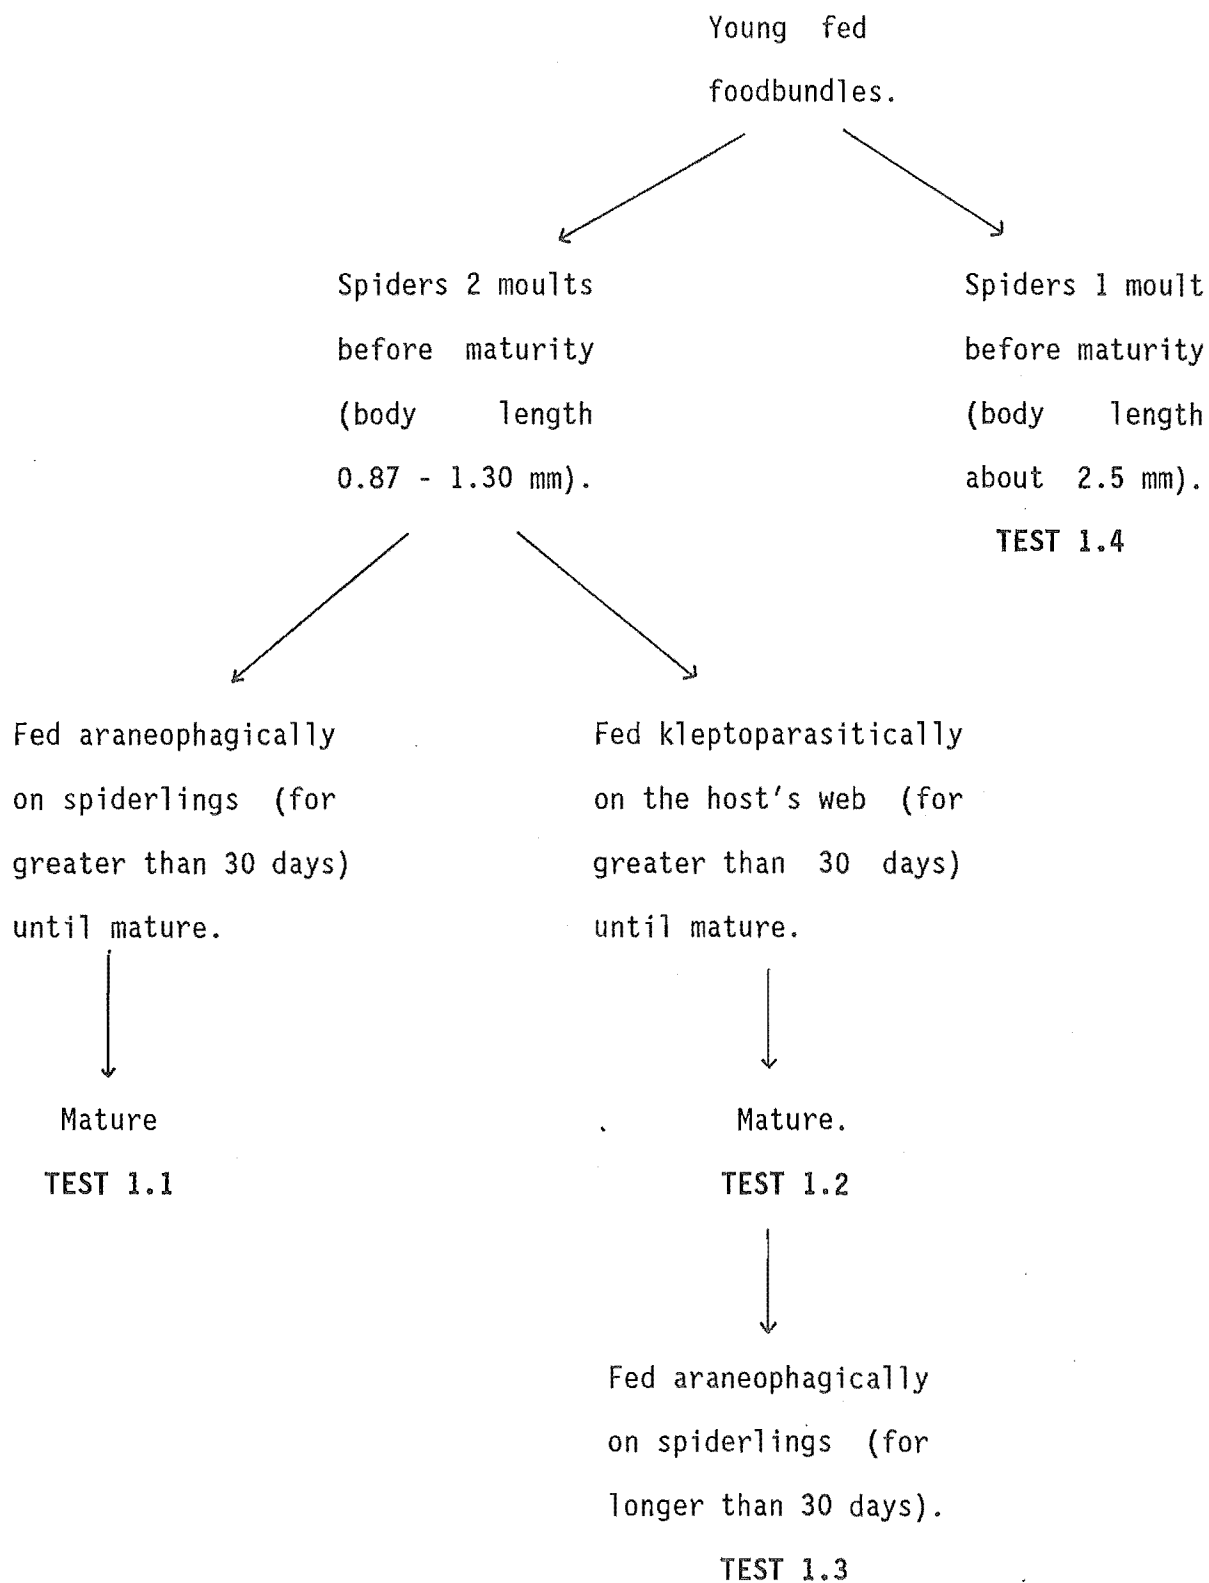 Young fed
foodbundles.
Spiders 2 moults
before maturity
(body length
0.87 - 1.30 mm).
Spiders 1 moult
before maturity
(body length
about 2.5 mm).
TEST 1.4
Fed araneophagically
on spiderlings (for
greater than 30 days)
until mature.
Fed kleptoparasitically
on the host's web (for
greater than 30 days)
until mature.
Mature
TEST 1.1
Mature.
TEST 1.2
Fed araneophagically
on spiderlings (for
longer than 30 days).
TEST 1.3